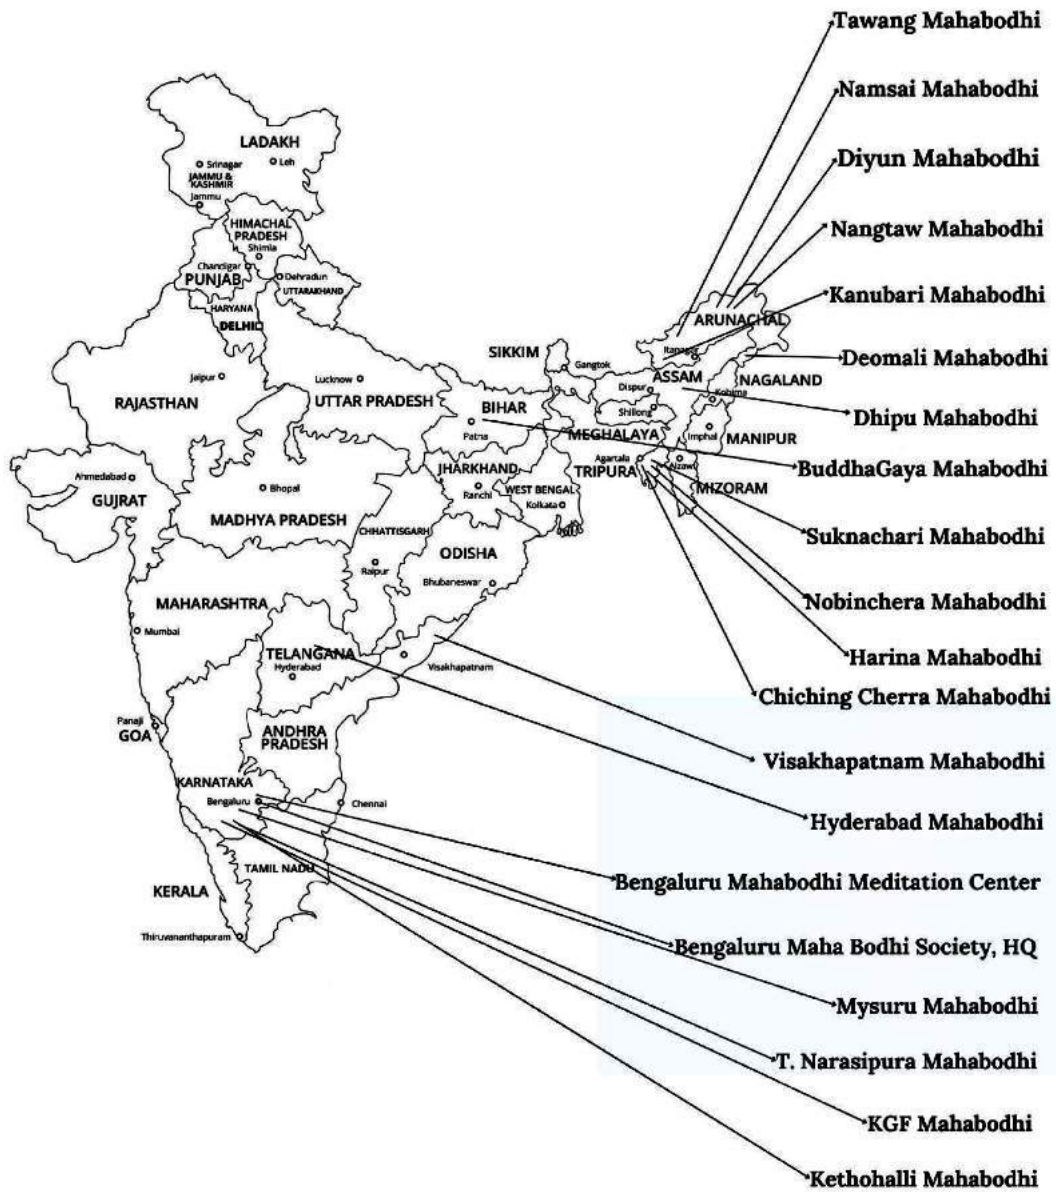 Tawang Mahabodhi
Namsai Mahabodhi
LADAKH
Srinagar
Leh
JAMMU &
KASHMIR
Jammu
Diyun Mahabodhi
HIMACHAL
PRADESH
Shimla
Nangtaw Mahabodhi
Chandigar
PUNJAB
Dehradun
UTTARAKHAND
Kanubari Mahabodhi
HARYANA
DELHI
ARUNACHAL
Itanagar
SIKKIM
Gangtok
Deomali Mahabodhi
Jaipur
Lucknow
ASSAM
Dispur
NAGALAND
Kohima
RAJASTHAN
UTTAR PRADESH
BIHAR
Patna
Shillong
Dhipu Mahabodhi
MEGHALAYA
Imphal
MANIPUR
Agartala
TRIPURA
Aizawl
BuddhaGaya Mahabodhi
Ahmedabad
GUJRAT
Bhopal
JHARKHAND
Ranchi
WEST BENGAL
Kolkata
MIZORAM
MADHYA PRADESH
CHHATTISGARH
Suknachari Mahabodhi
ODISHA
Raipur
Bhubaneswar
MAHARASHTRA
Nobinchera Mahabodhi
Mumbai
TELANGANA
Hyderabad
Visakhapatnam
Harina Mahabodhi
Chiching Cherra Mahabodhi
Panaji
GOA
ANDHRA
PRADESH
Visakhapatnam Mahabodhi
KARNATAKA
Bengaluru
Chennai
Hyderabad Mahabodhi
TAMIL NADU
Bengaluru Mahabodhi Meditation Center
KERALA
Thiruvananthapuram
Bengaluru Maha Bodhi Society, HQ
Mysuru Mahabodhi
T. Narasipura Mahabodhi
KGF Mahabodhi
Kethohalli Mahabodhi